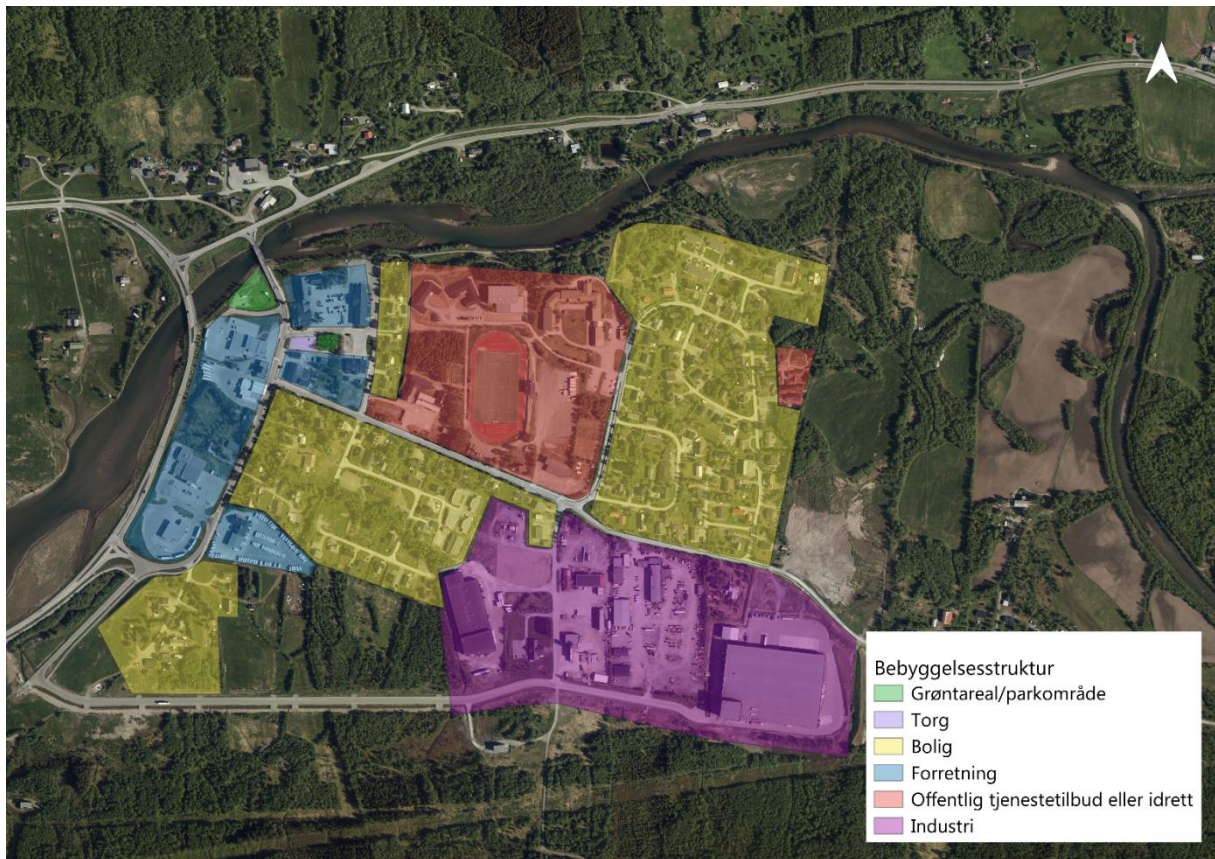 Bebyggelsesstruktur
Grøntareal/parkområde
Torg
Bolig
Forretning
Offentlig tjenestetilbud eller idrett
Industri